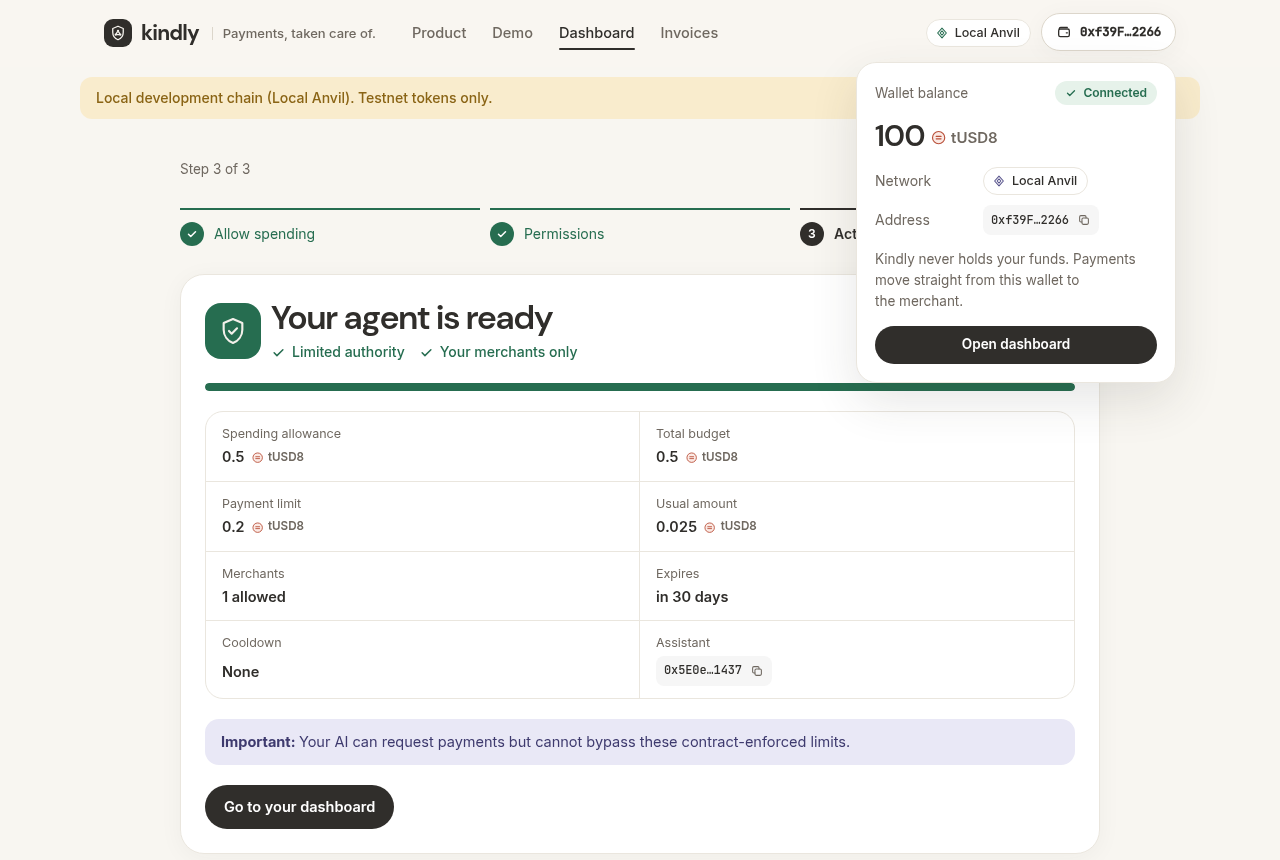 kindly
Payments, taken care of.
Product
Demo
Dashboard
Invoices
Local Anvil
0xf39F…2266
Local development chain (Local Anvil). Testnet tokens only.
Wallet balance
Connected
100 tUSD8
Network
Local Anvil
Address
0xf39F…2266
Kindly never holds your funds. Payments
move straight from this wallet to
the merchant.
Open dashboard
Step 3 of 3
Allow spending
Permissions
3
Your agent is ready
Limited authority
Your merchants only
Spending allowance
0.5 tUSD8
Total budget
0.5 tUSD8
Payment limit
0.2 tUSD8
Usual amount
0.025 tUSD8
Merchants
1 allowed
Expires
in 30 days
Cooldown
None
Assistant
0x5E0e…1437
Important: Your AI can request payments but cannot bypass these contract-enforced limits.
Go to your dashboard